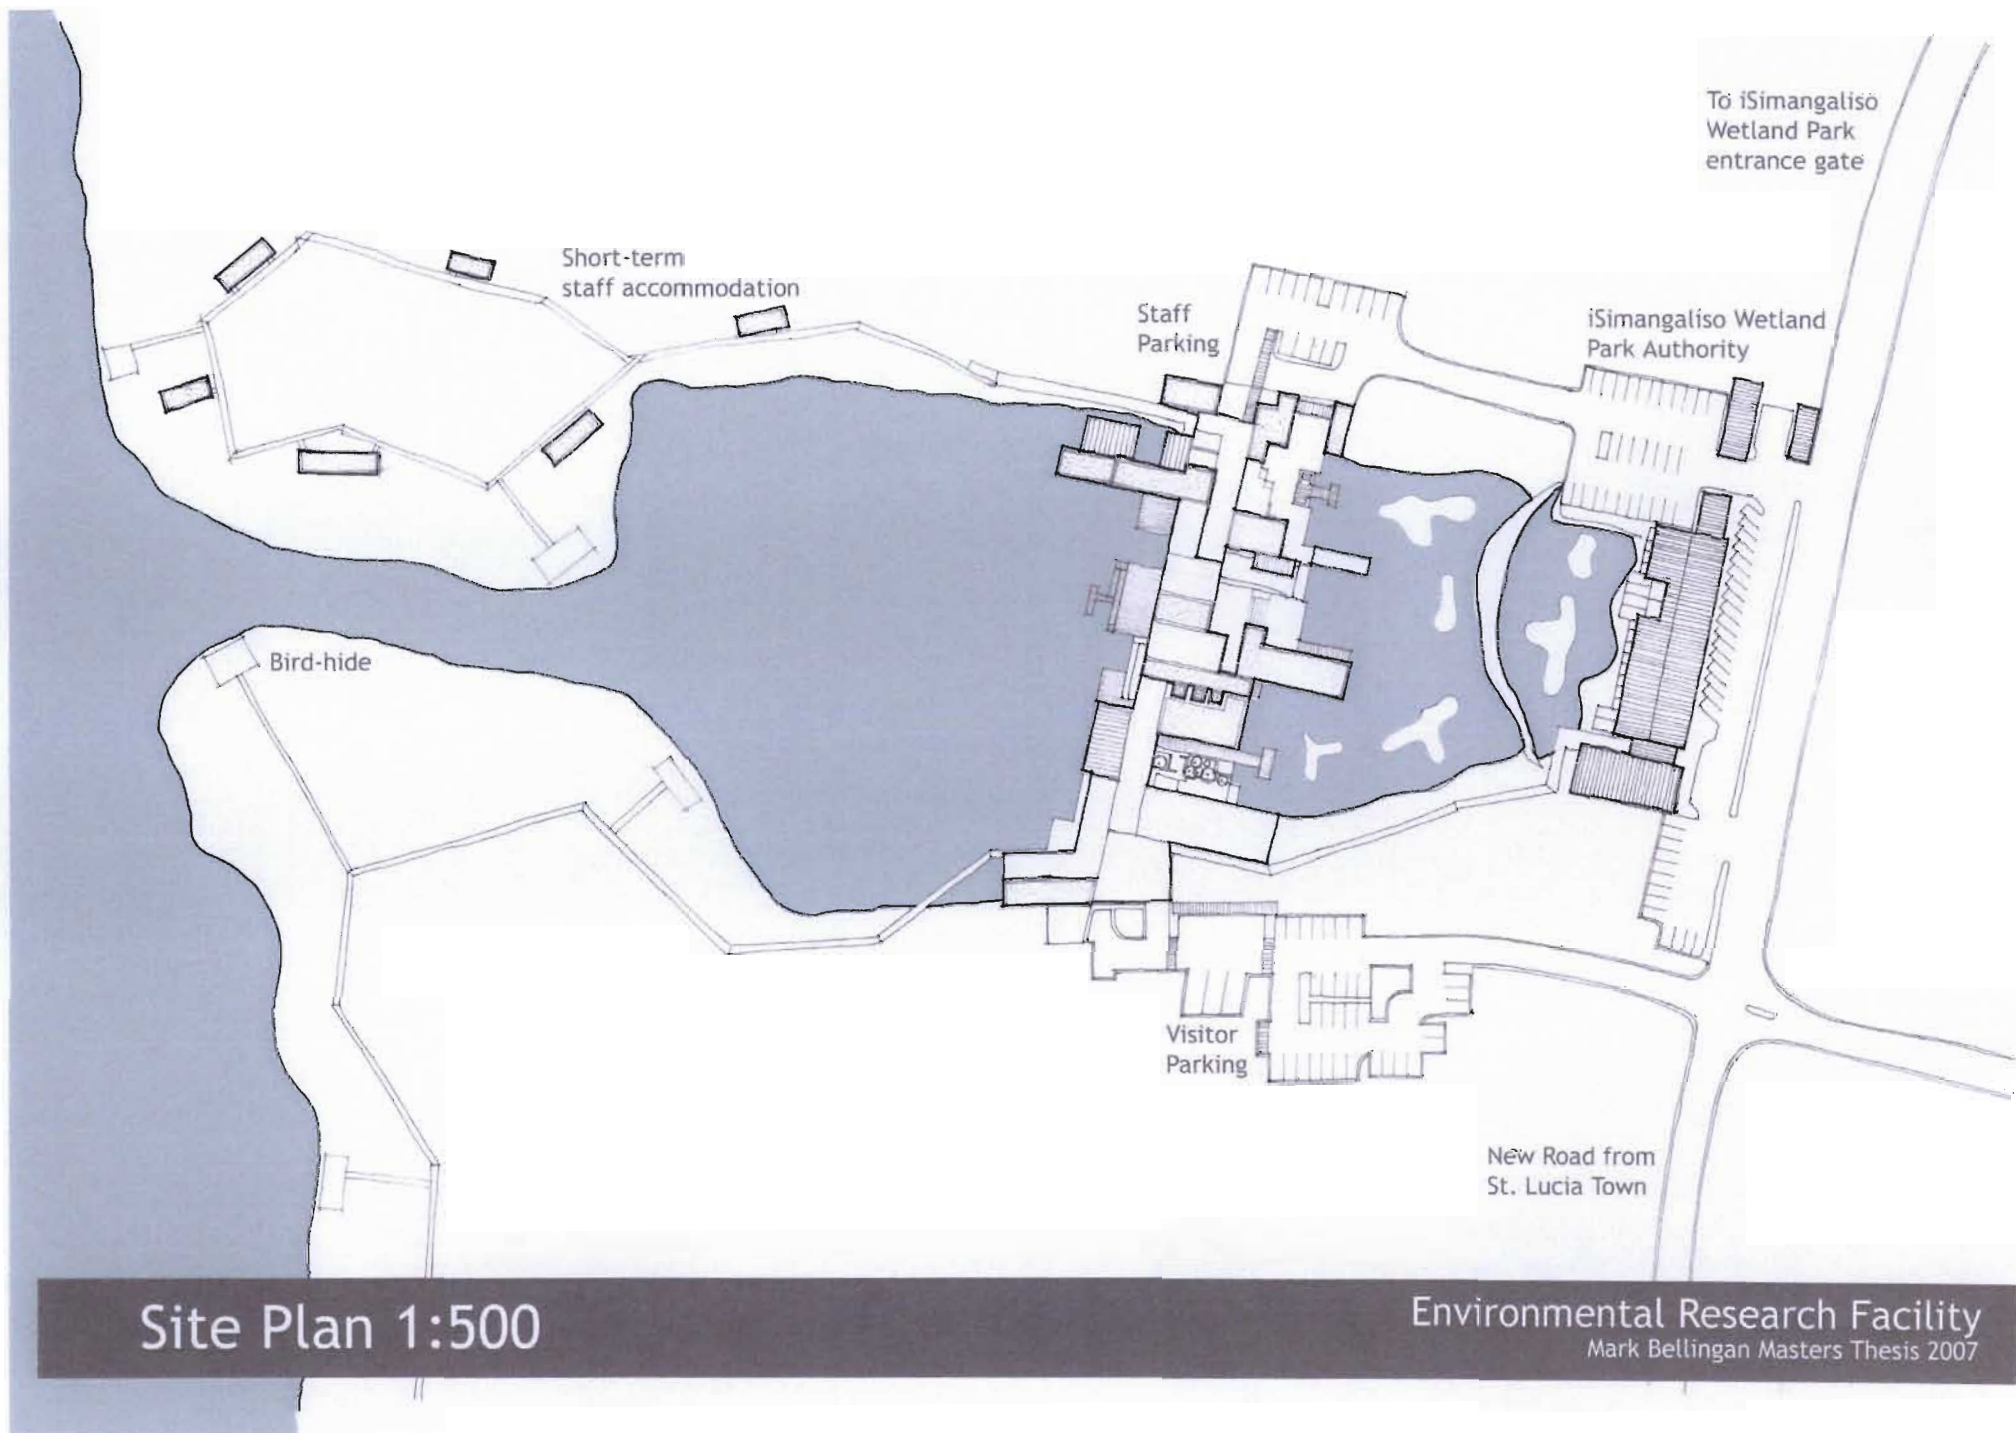 To iSimangaliso
Wetland Park
entrance gate
Short-term
staff accommodation
Staff
Parking
iSimangaliso Wetland
Park Authority
Bird-hide
Visitor
Parking
New Road from
St. Lucia Town
Site Plan 1:500
Environmental Research Facility
Mark Bellingan Masters Thesis 2007